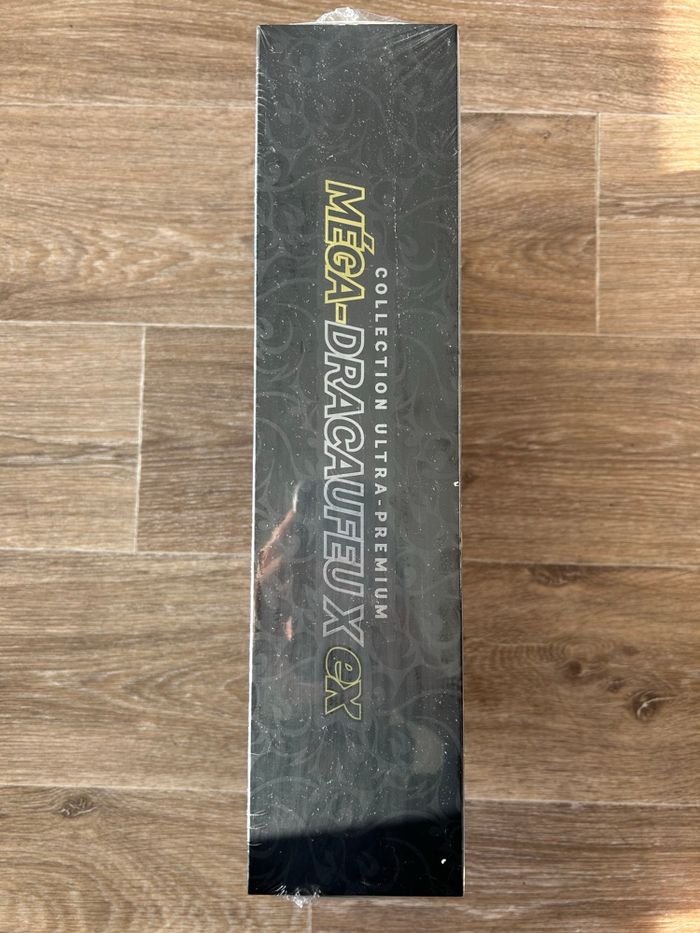 COLLECTION ULTRA-PREMIUM
MÉGA-DRACAUFEU X ex